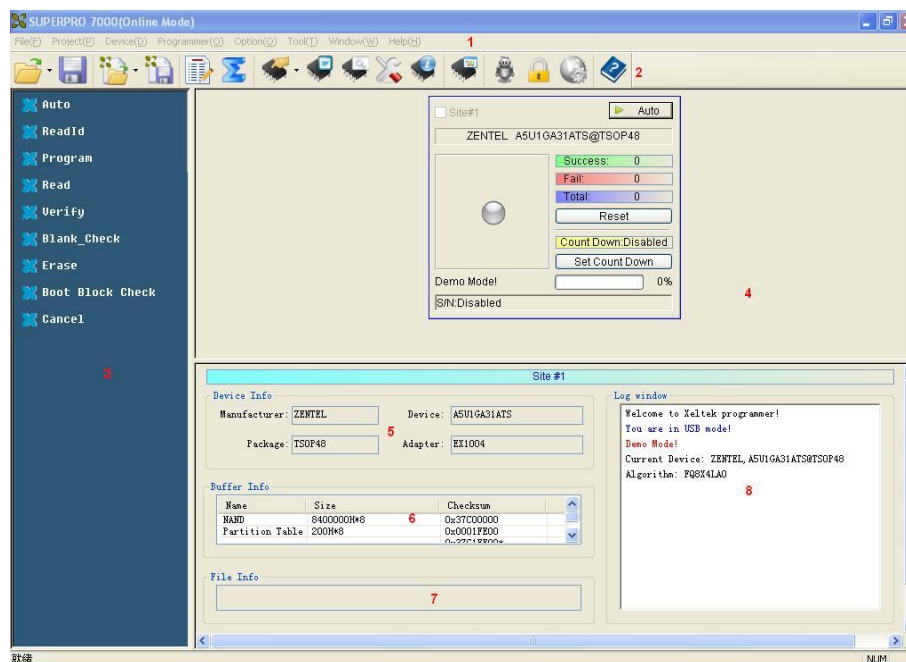 SUPERPRO 7000(Online Mode)
File(F) Project(P) Device(D) Programmer(O) Option(O) Tool(T) Window(W) Help(H) 1
2
Auto
ReadId
Program
Read
Verify
Blank_Check
Erase
Boot Block Check
Cancel
3
Site#1 Auto
ZENTEL A5U1GA31ATS@TSOP48
Success: 0
Fail: 0
Total: 0
Reset
Count Down:Disabled
Set Count Down
Demo Mode! 0%
S/N:Disabled
4
Site #1
Device Info
Manufacturer: ZENTEL Device: A5U1GA31ATS
5
Package: TSOP48 Adapter: EX1004
Buffer Info
Name Size Checksum
NAND 8400000H*8 6 0x37C00000
Partition Table 200H*8 0x0001FE00
File Info
7
Log window
Welcome to Xeltek programmer!
You are in USB mode!
Demo Mode!
Current Device: ZENTEL,A5U1GA31ATS@TSOP48
Algorithm: FQ8X4LAO
8
就绪 NUM